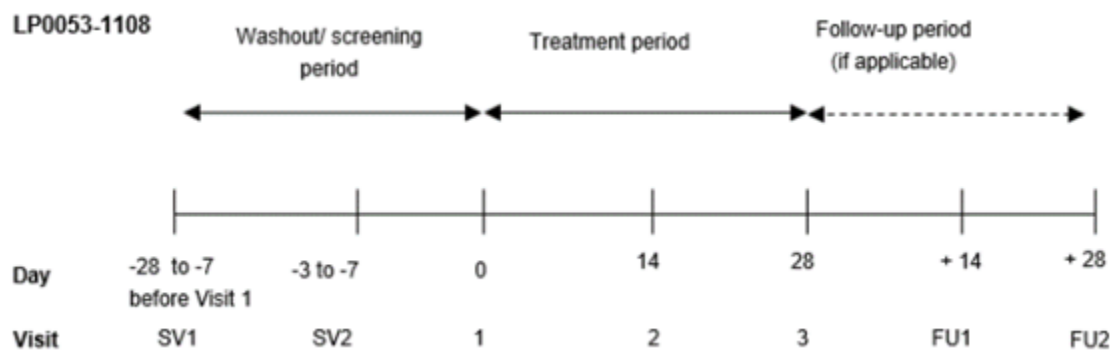 LP0053-1108
Washout/ screening
period
Treatment period
Follow-up period
(if applicable)
Day
-28 to -7
before Visit 1
-3 to -7
0
14
28
+ 14
+ 28
Visit
SV1
SV2
1
2
3
FU1
FU2